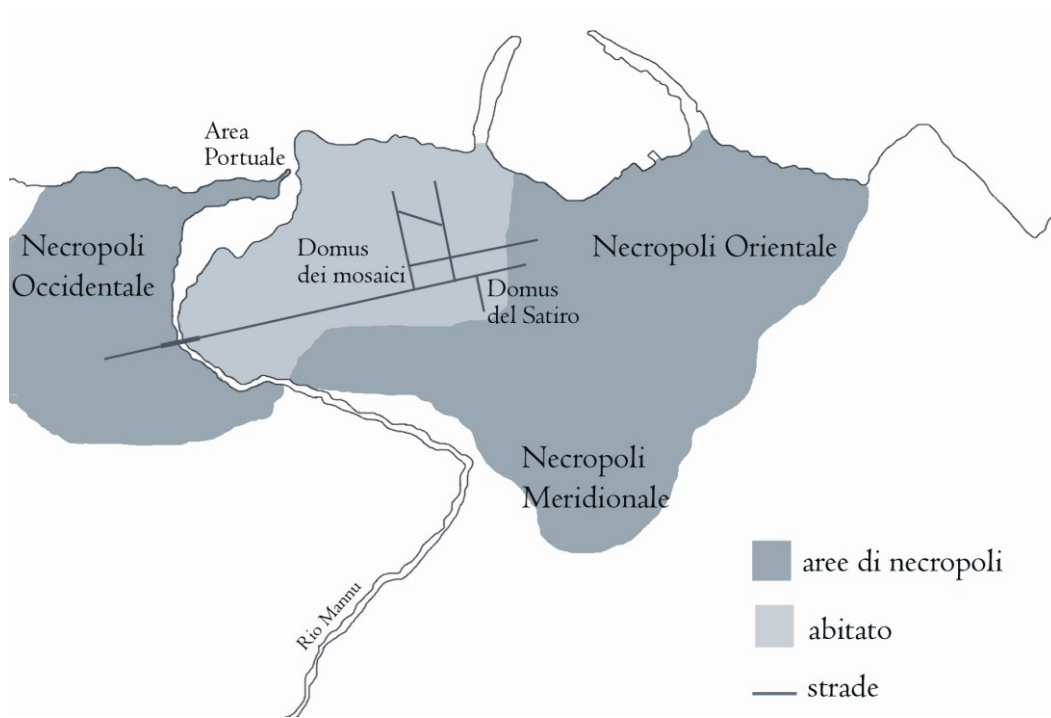 Area
Portuale
Necropoli
Occidentale
Domus
dei mosaici
Necropoli Orientale
Domus
del Satiro
Necropoli
Meridionale
Rio Mannu
aree di necropoli
abitato
strade